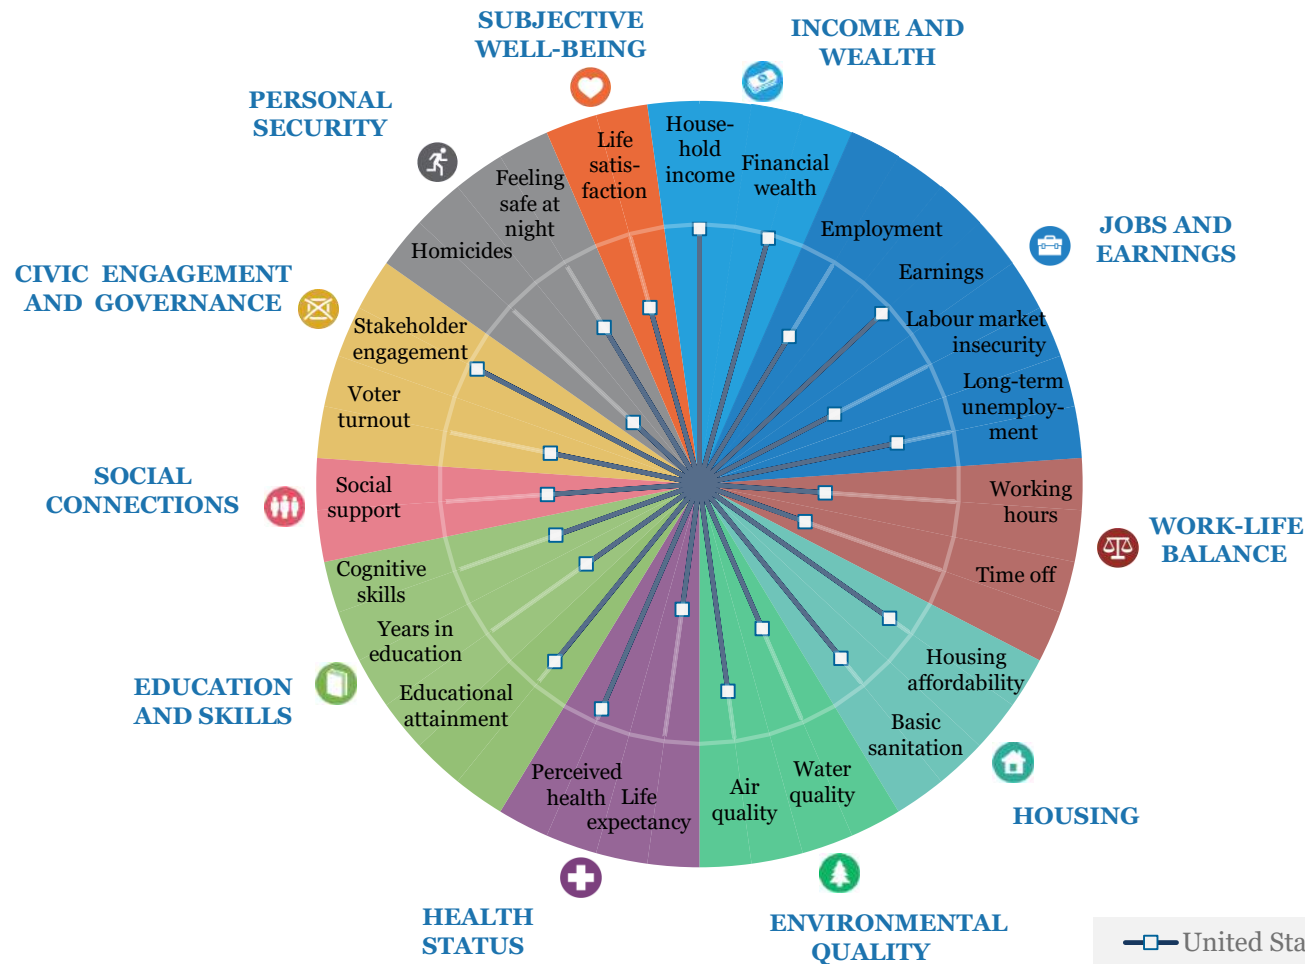 SUBJECTIVE
WELL-BEING
INCOME AND
WEALTH
PERSONAL
SECURITY
JOBS AND
EARNINGS
CIVIC ENGAGEMENT
AND GOVERNANCE
SOCIAL
CONNECTIONS
WORK-LIFE
BALANCE
EDUCATION
AND SKILLS
HOUSING
HEALTH
STATUS
ENVIRONMENTAL
QUALITY
Life
satis-
faction
House-
hold
income
Financial
wealth
Employment
Earnings
Labour market
insecurity
Long-term
unemploy-
ment
Working
hours
Time off
Housing
affordability
Basic
sanitation
Water
quality
Air
quality
Life
expectancy
Perceived
health
Educational
attainment
Years in
education
Cognitive
skills
Social
support
Voter
turnout
Stakeholder
engagement
Homicides
Feeling
safe at
night
United Sta